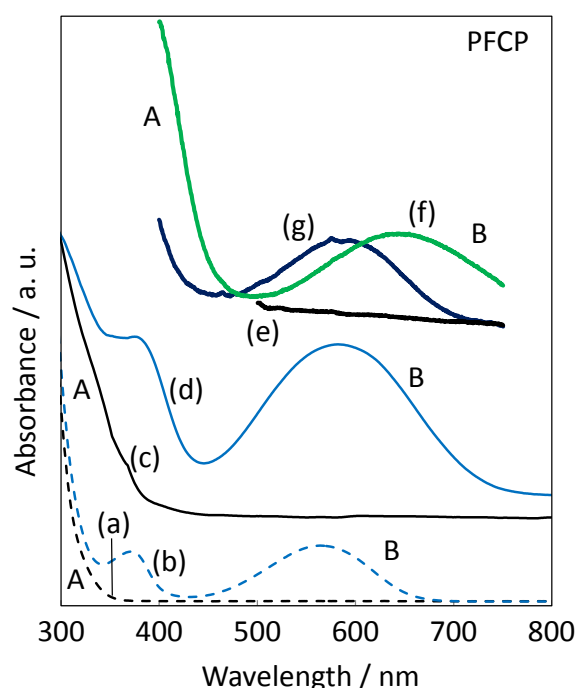 PFCP
A
(g)
(f)
B
(e)
A
(d)
B
(c)
(a)
A
(b)
B
300 400 500 600 700 800
Wavelength / nm
Absorbance / a. u.